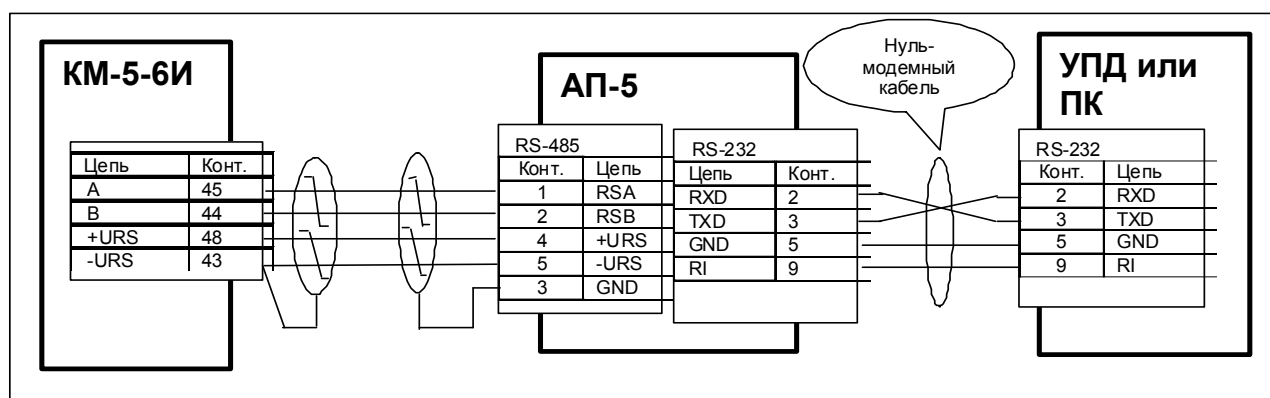 КМ-5-6И
Цепь Конт.
A 45
B 44
+URS 48
-URS 43
АП-5
RS-485
Конт. Цепь
1 RSA
2 RSB
4 +URS
5 -URS
3 GND
RS-232
Цепь Конт.
RXD 2
TXD 3
GND 5
RI 9
Нуль-
модемный
кабель
УПД или
ПК
RS-232
Конт. Цепь
2 RXD
3 TXD
5 GND
9 RI